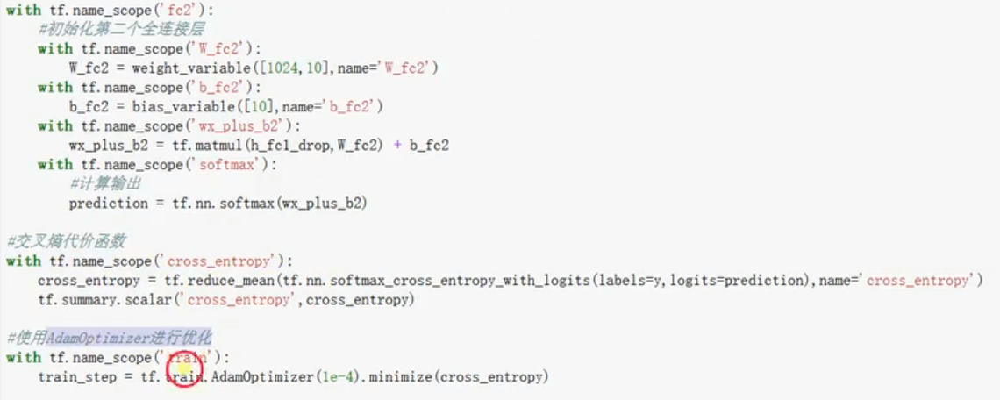 with tf.name_scope('fc2'):
#初始化第二个全连接层
with tf.name_scope('W_fc2'):
W_fc2 = weight_variable([1024,10],name='W_fc2')
with tf.name_scope('b_fc2'):
b_fc2 = bias_variable([10],name='b_fc2')
with tf.name_scope('wx_plus_b2'):
wx_plus_b2 = tf.matmul(h_fc1_drop,W_fc2) + b_fc2
with tf.name_scope('softmax'):
#计算输出
prediction = tf.nn.softmax(wx_plus_b2)
#交叉熵代价函数
with tf.name_scope('cross_entropy'):
cross_entropy = tf.reduce_mean(tf.nn.softmax_cross_entropy_with_logits(labels=y,logits=prediction),name='cross_entropy')
tf.summary.scalar('cross_entropy',cross_entropy)
#使用AdamOptimizer进行优化
with tf.name_scope('train'):
train_step = tf.train.AdamOptimizer(1e-4).minimize(cross_entropy)